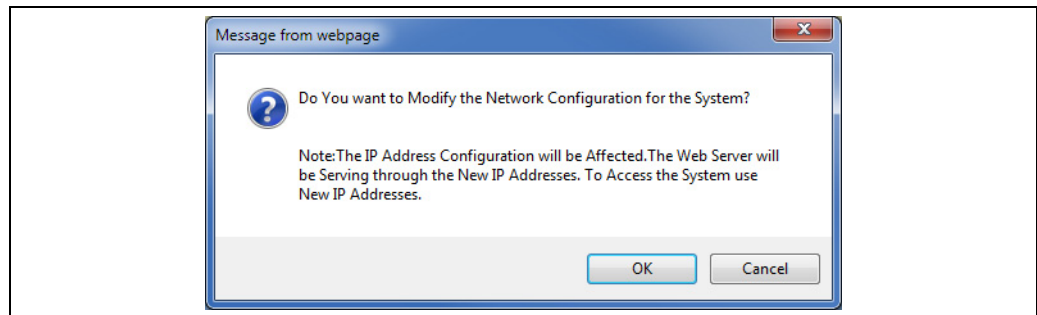 Message from webpage
Do You want to Modify the Network Configuration for the System?
Note:The IP Address Configuration will be Affected.The Web Server will
be Serving through the New IP Addresses. To Access the System use
New IP Addresses.
OK
Cancel